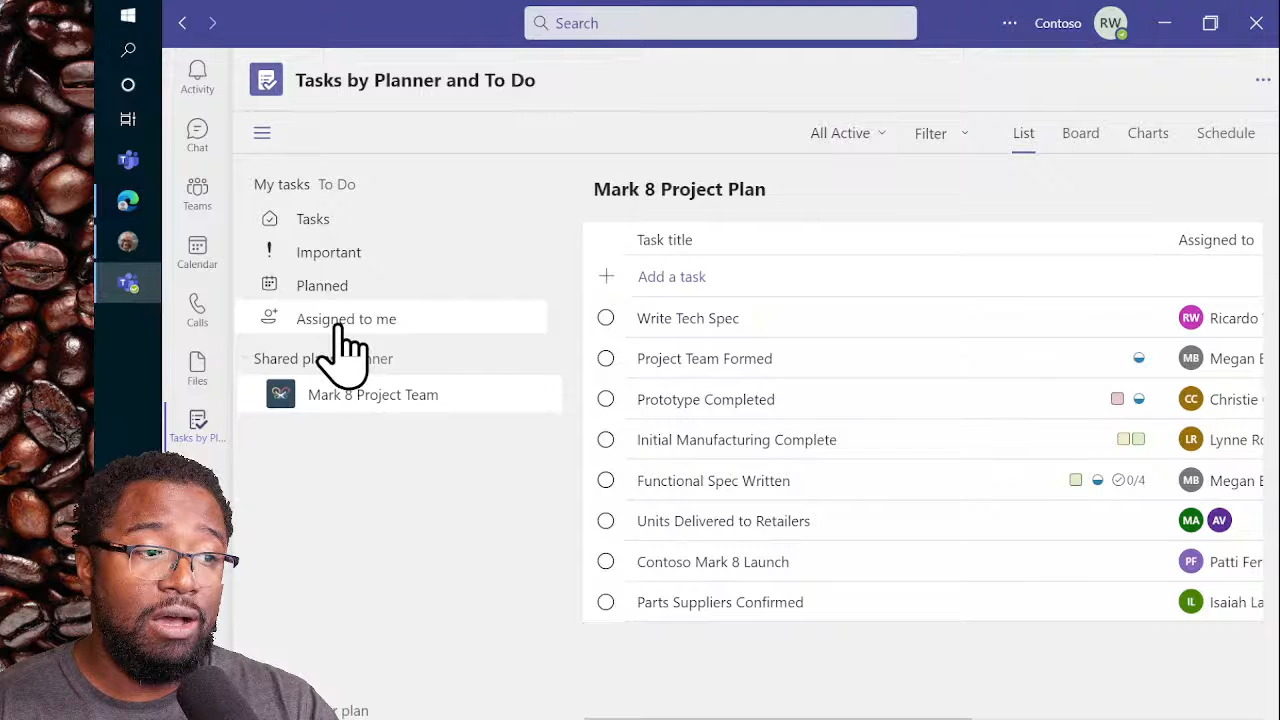 Search
Contoso RW
Activity
Chat
Teams
Calendar
Calls
Files
Tasks by Pl...
Tasks by Planner and To Do
All Active Filter List Board Charts Schedule
My tasks To Do
Tasks
Important
Planned
Assigned to me
Shared
Mark 8 Project Team
plan
Mark 8 Project Plan
Task title Assigned to
Add a task
Write Tech Spec RW Ricardo
Project Team Formed MB Megan
Prototype Completed CC Christie
Initial Manufacturing Complete LR Lynne
Functional Spec Written 0/4 MB Megan
Units Delivered to Retailers MA AV
Contoso Mark 8 Launch PF Patti
Parts Suppliers Confirmed IL Isaiah